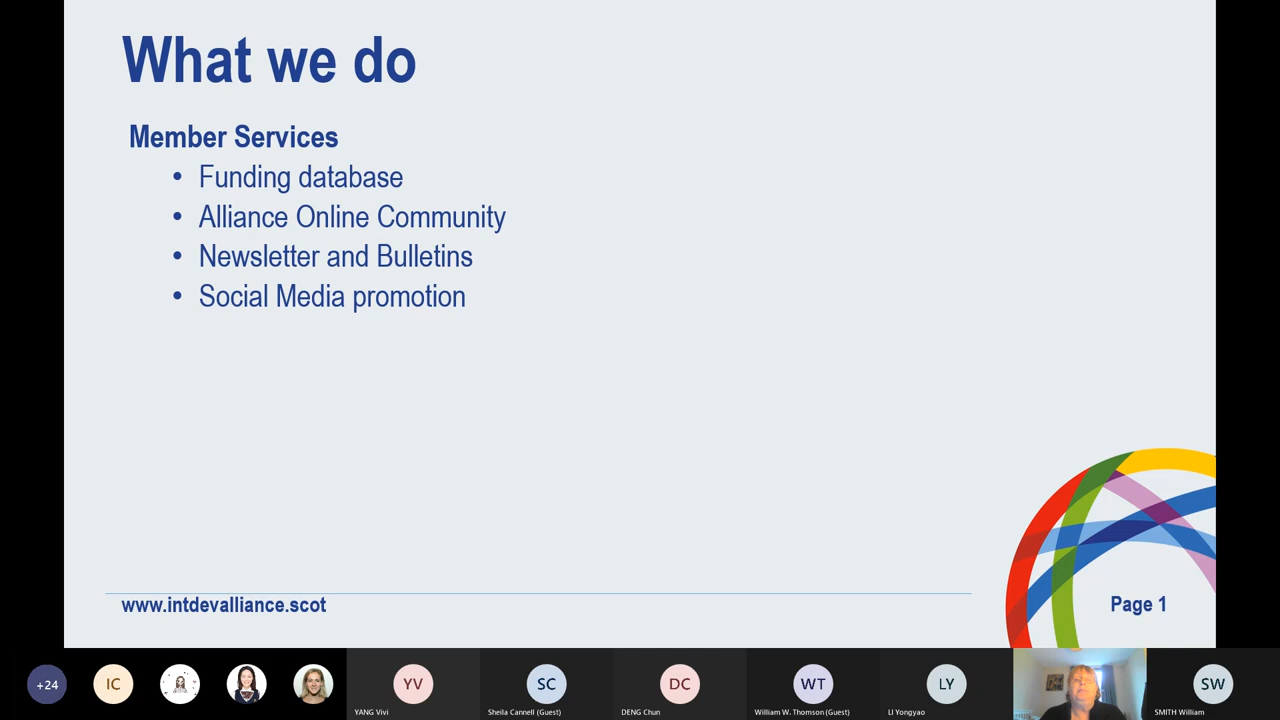 What we do
Member Services
• Funding database
• Alliance Online Community
• Newsletter and Bulletins
• Social Media promotion
www.intdevalliance.scot
Page 1
+24
IC
YV
SC
DC
WT
LY
SW
YANG Vivi
Sheila Cannell (Guest)
DENG Chun
William W. Thomson (Guest)
LI Yongyao
SMITH William